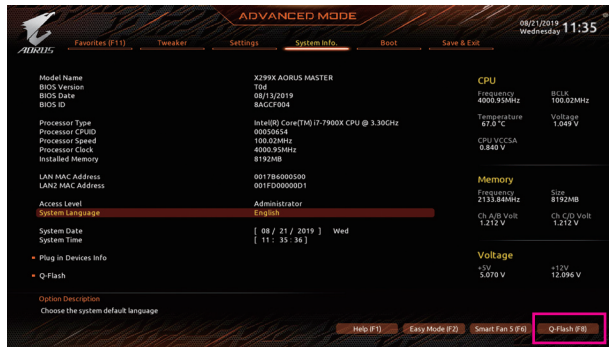 ADVANCED MODE
08/21/2019 Wednesday 11:35
AORUS
Favorites (F11) Tweaker Settings System Info. Boot Save & Exit
Model Name X299X AORUS MASTER
BIOS Version T0d
BIOS Date 08/13/2019
BIOS ID 8AGCF004
Processor Type Intel(R) Core(TM) i7-7900X CPU @ 3.30GHz
Processor CPUID 00050654
Processor Speed 100.02MHz
Processor Clock 4000.95MHz
Installed Memory 8192MB
LAN MAC Address 0017B6000500
LAN2 MAC Address 001FD00000D1
Access Level Administrator
System Language English
System Date [ 08 / 21 / 2019 ] Wed
System Time [ 11 : 35 : 36 ]
Plug in Devices Info
Q-Flash
Option Description
Choose the system default language
CPU
Frequency BCLK
4000.95MHz 100.02MHz
Temperature Voltage
67.0 °C 1.049 V
CPU VCCSA
0.840 V
Memory
Frequency Size
2133.84MHz 8192MB
Ch A/B Volt Ch C/D Volt
1.212 V 1.212 V
Voltage
+5V +12V
5.070 V 12.096 V
Help (F1) Easy Mode (F2) Smart Fan 5 (F6) Q-Flash (F8)